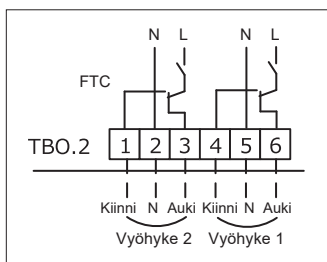 N L N L
FTC
TBO.2 1 2 3 4 5 6
Kiinni N Auki Kiinni N Auki
Vyöhyke 2 Vyöhyke 1